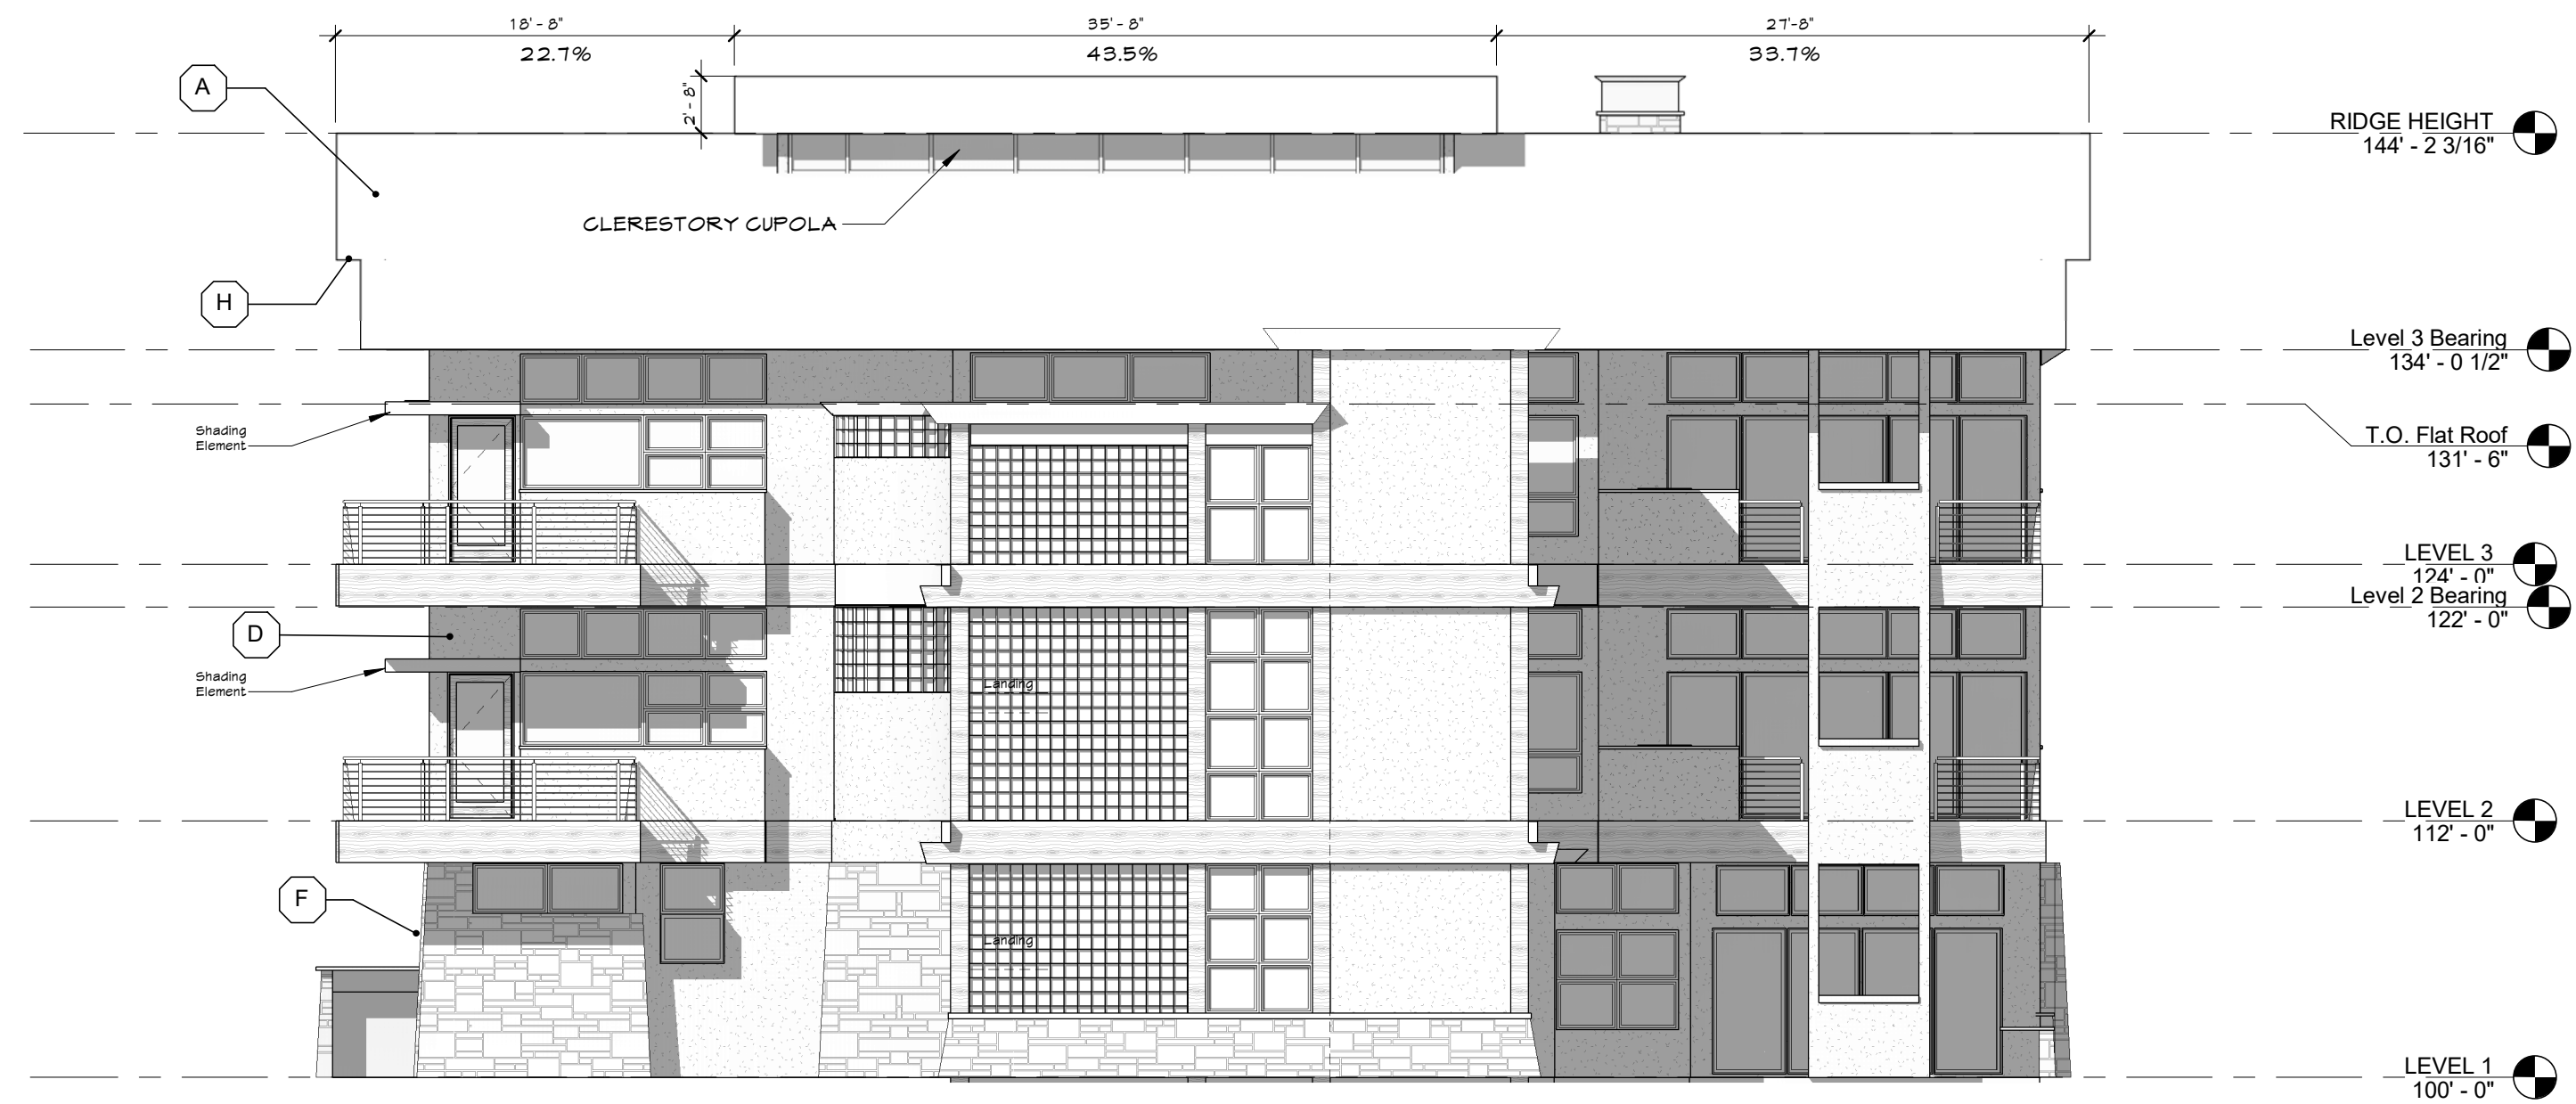 18' - 8"
35' - 8"
27'-8"
22.7%
43.5%
33.7%
2' - 8"
A
RIDGE HEIGHT
144' - 2 3/16"
CLERESTORY CUPOLA
H
Level 3 Bearing
134' - 0 1/2"
Shading
Element
T.O. Flat Roof
131' - 6"
LEVEL 3
124' - 0"
Level 2 Bearing
122' - 0"
D
Shading
Element
Landing
LEVEL 2
112' - 0"
F
Landing
LEVEL 1
100' - 0"